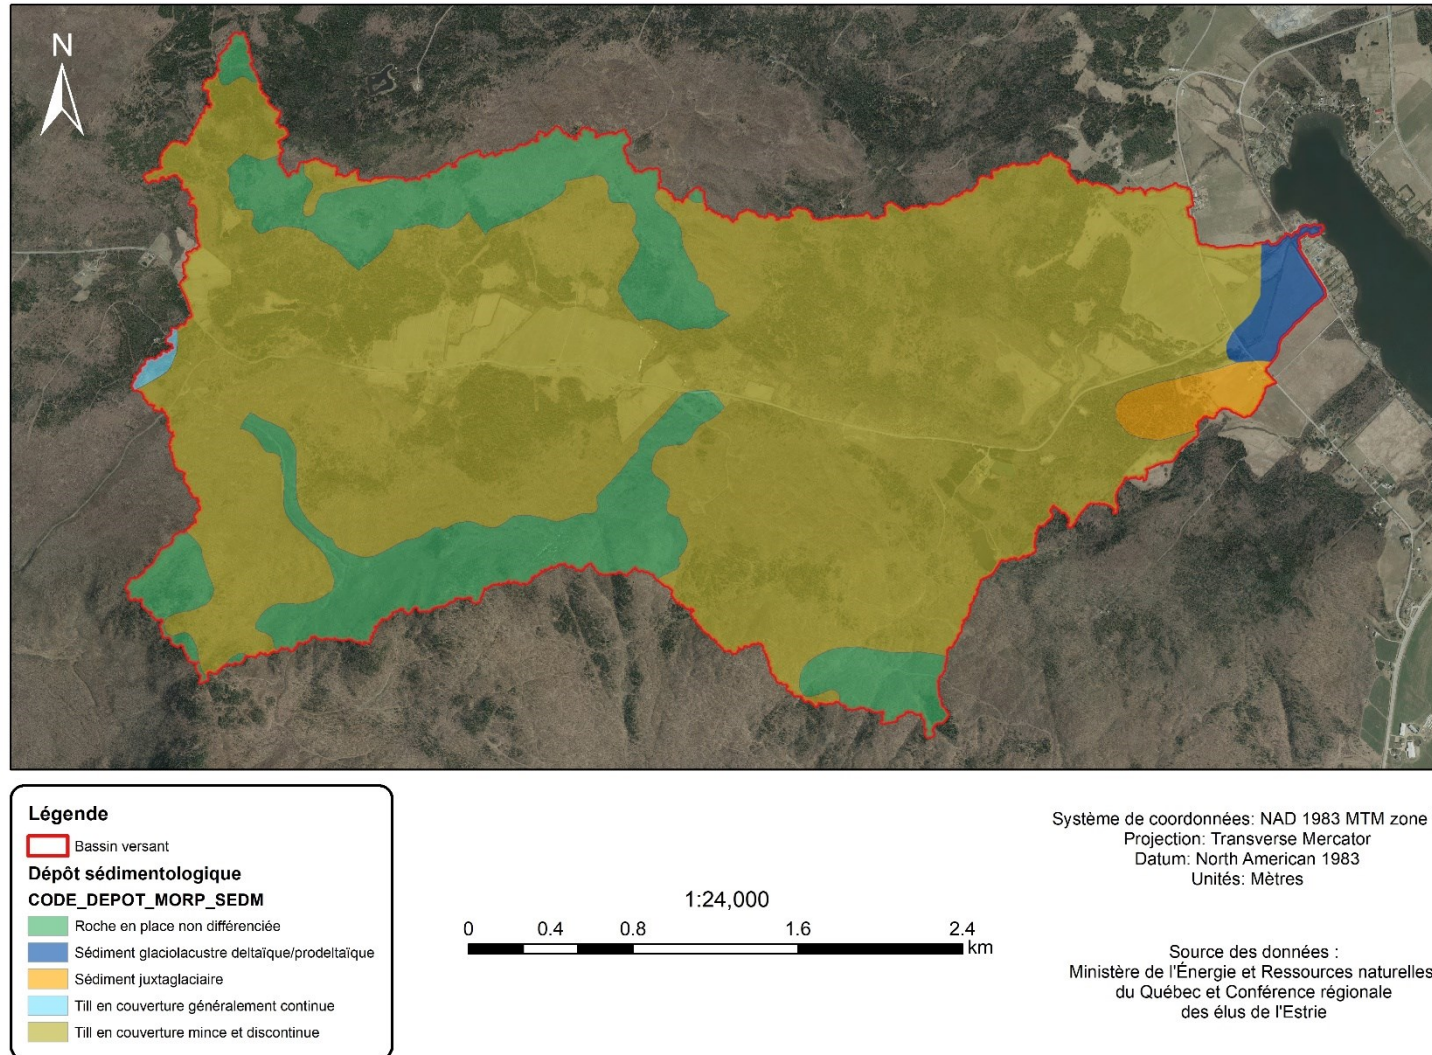 N
Légende
Bassin versant
Dépôt sédimentologique
CODE_DEPOT_MORP_SEDM
Roche en place non différenciée
Sédiment glaciolacustre deltaïque/prodeltaïque
Sédiment juxtaglaciaire
Till en couverture généralement continue
Till en couverture mince et discontinue
1:24,000
0 0.4 0.8 1.6 2.4
km
Système de coordonnées: NAD 1983 MTM zone
Projection: Transverse Mercator
Datum: North American 1983
Unités: Mètres
Source des données :
Ministère de l'Énergie et Ressources naturelles
du Québec et Conférence régionale
des élus de l'Estrie